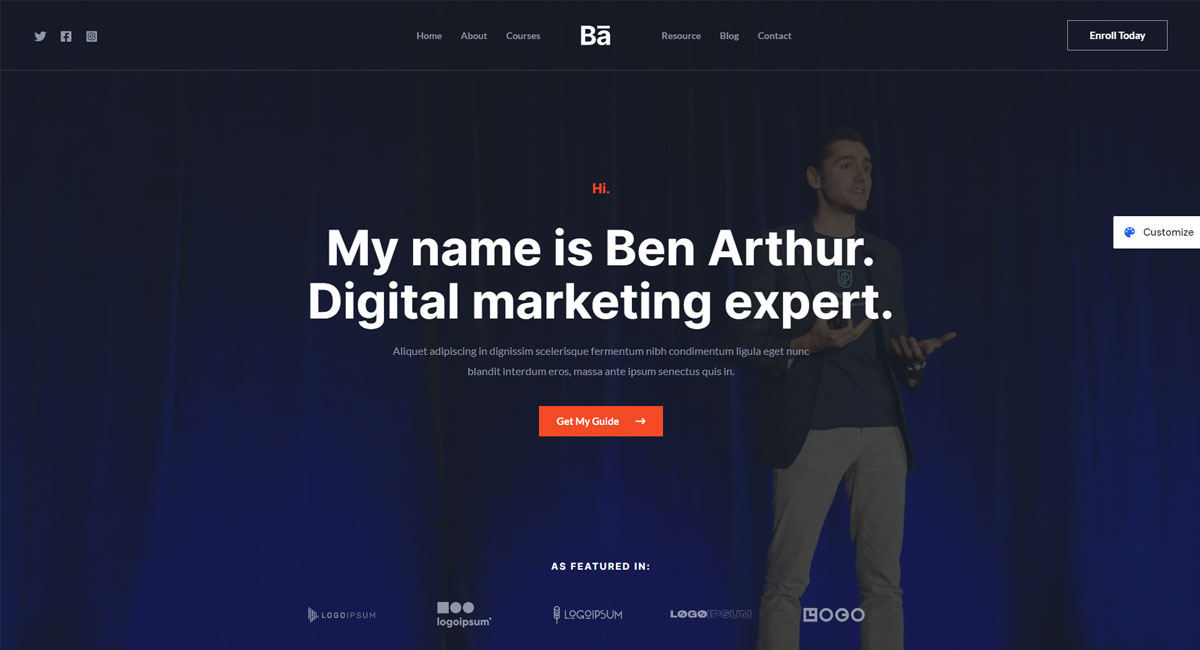 Home About Courses Bā Resource Blog Contact Enroll Today
Customize
Hi.
My name is Ben Arthur.
Digital marketing expert.
Aliquet adipiscing in dignissim scelerisque fermentum nibh condimentum ligula eget nunc
blandit interdum eros, massa ante ipsum senectus quis in.
Get My Guide →
AS FEATURED IN:
LOGOIPSUM logoipsum LOGOIPSUM LOGOIPSUM LOGO